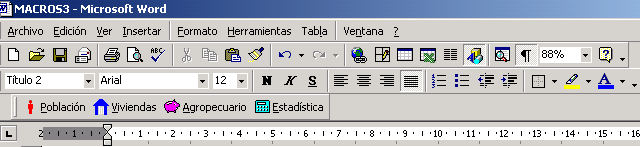 MACROS3 - Microsoft Word
Archivo Edición Ver Insertar Formato Herramientas Tabla Ventana ?
ABC ¶ 88% ?
Título 2 Arial 12 N K S A
Población Viviendas Agropecuario Estadística
L 2 1 1 2 3 4 5 6 7 8 9 10 11 12 13 14 15 16